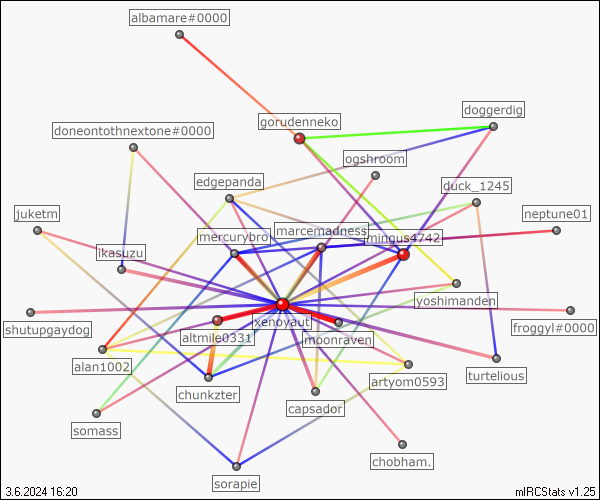 albamare#0000
doggerdig
gorudenneko
doneontothnextone#0000
ogshroom
edgepanda
duck_1245
juketm
neptune01
mercurybro
marcemadness
mingus4742
ikasuzu
yoshimanden
xenoyaut
shutupgaydog
froggyl#0000
altmile0331
moonraven
alan1002
turtelious
artyom0593
chunkzter
capsador
somass
chobham.
sorapie
3.6.2024 16:20
mIRCStats v1.25